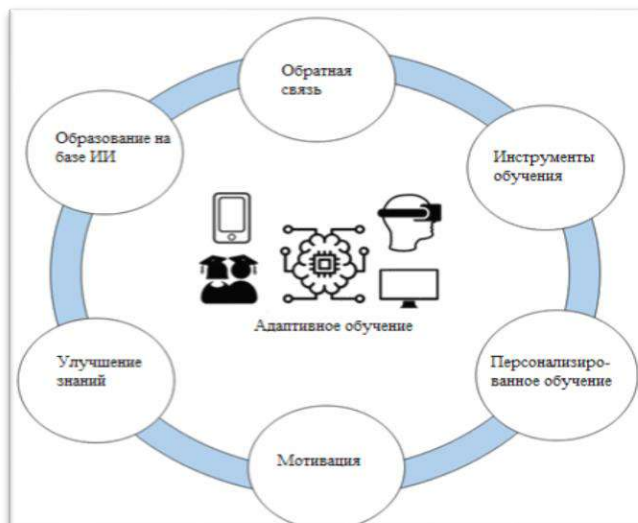 Обратная
связь
Образование на
базе ИИ
Инструменты
обучения
Адаптивное обучение
Улучшение
знаний
Персонализиро-
ванное обучение
Мотивация